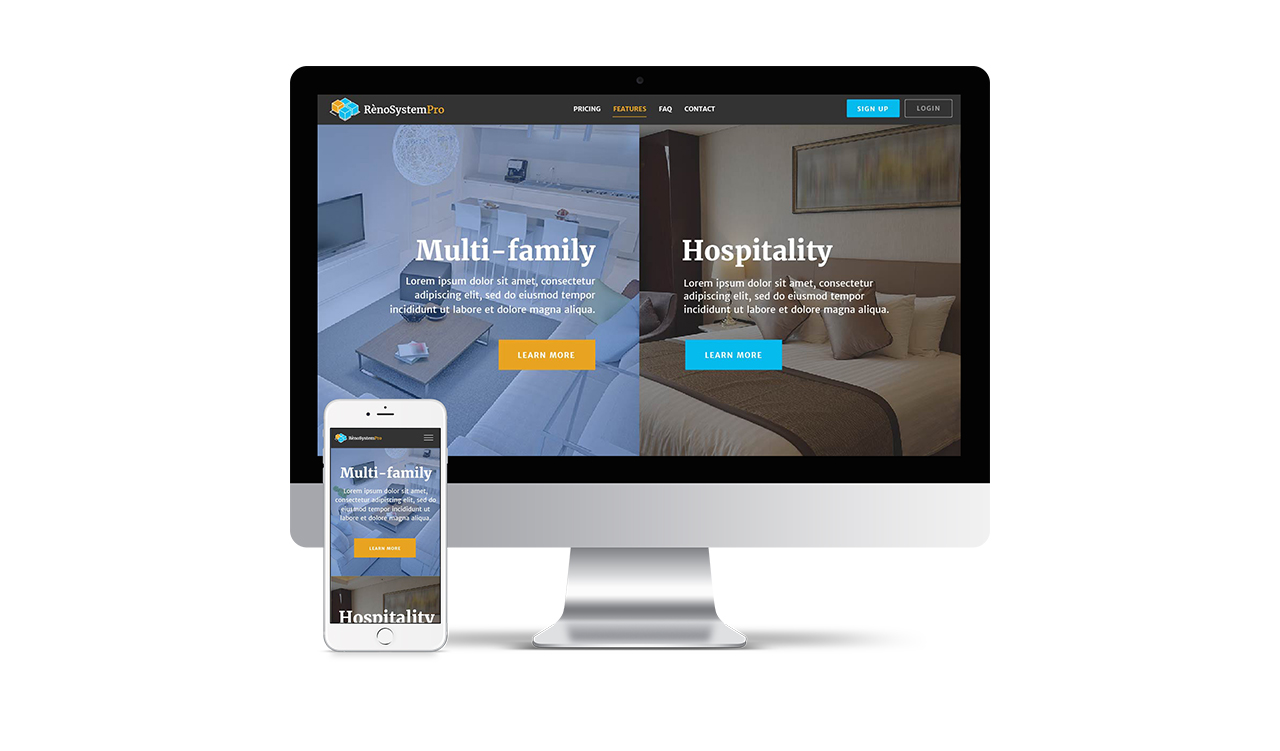 RènoSystemPro
PRICING
FEATURES
FAQ
CONTACT
SIGN UP
LOGIN
Multi-family
Lorem ipsum dolor sit amet, consectetur
adipiscing elit, sed do eiusmod tempor
incididunt ut labore et dolore magna aliqua.
LEARN MORE
Hospitality
Lorem ipsum dolor sit amet, consectetur
adipiscing elit, sed do eiusmod tempor
incididunt ut labore et dolore magna aliqua.
LEARN MORE
RènoSystemPro
Multi-family
Lorem ipsum dolor sit amet,
consectetur adipiscing elit, sed do
eiusmod tempor incididunt ut
labore et dolore magna aliqua.
LEARN MORE
Hospitality